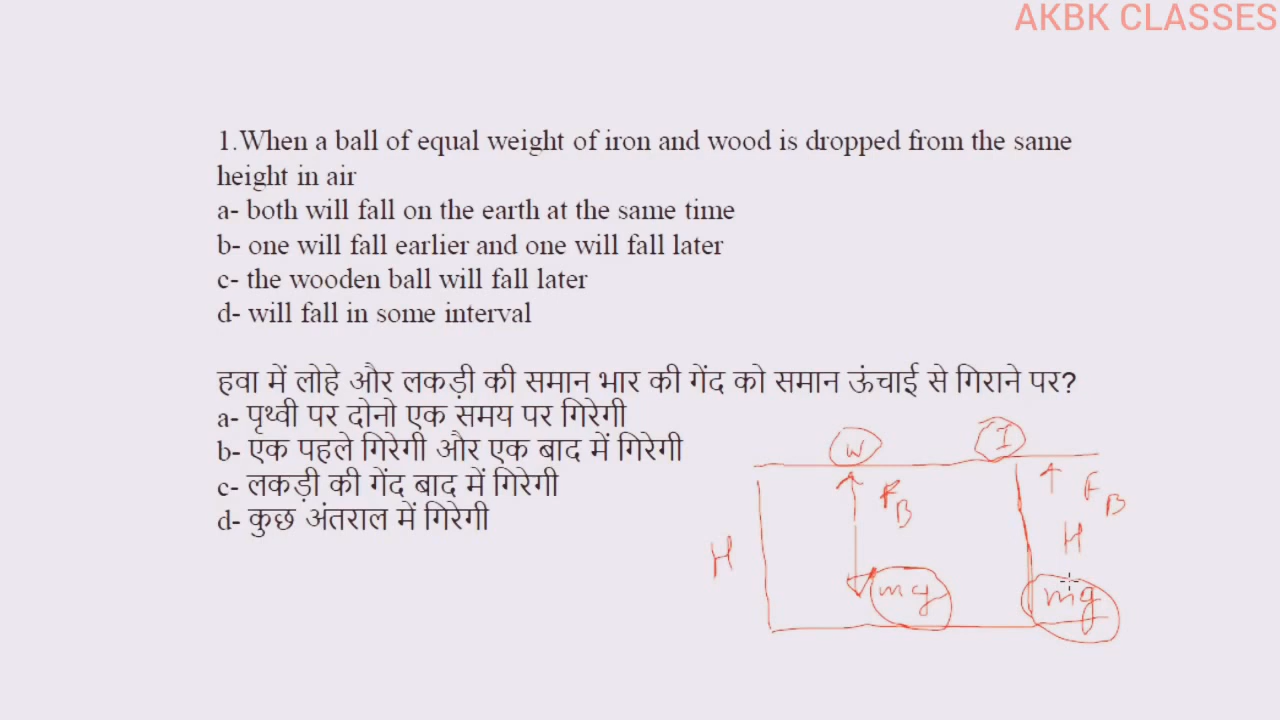 AKBK CLASSES
1.When a ball of equal weight of iron and wood is dropped from the same
height in air
a- both will fall on the earth at the same time
b- one will fall earlier and one will fall later
c- the wooden ball will fall later
d- will fall in some interval
हवा में लोहे और लकड़ी की समान भार की गेंद को समान ऊंचाई से गिराने पर?
a- पृथ्वी पर दोनो एक समय पर गिरेगी
b- एक पहले गिरेगी और एक बाद में गिरेगी
c- लकड़ी की गेंद बाद में गिरेगी
d- कुछ अंतराल में गिरेगी
W
I
F_B
F_B
H
H
mg
mg